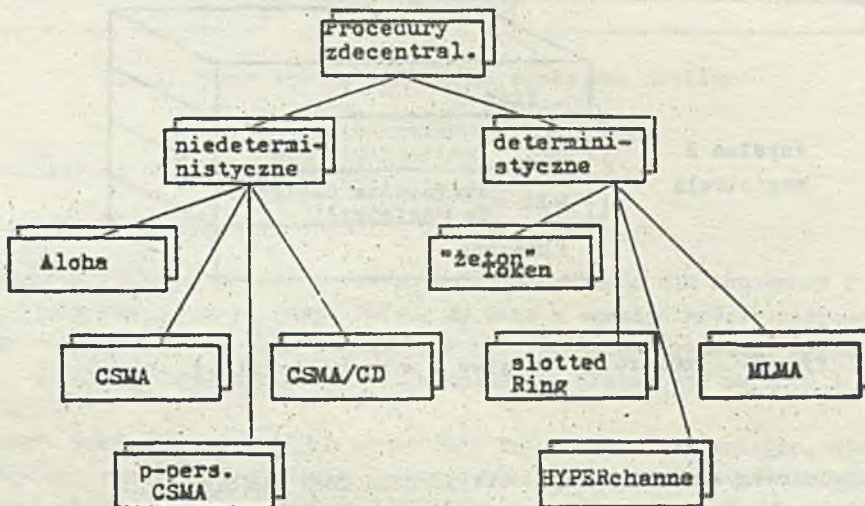 Procedury
zdecentral.
niedetermi-
nistyczne
determini-
styczne
Aloha
"żeton"
Token
CSMA
CSMA/CD
slotted
Ring
MLMA
p-pers.
CSMA
HYPERchanne